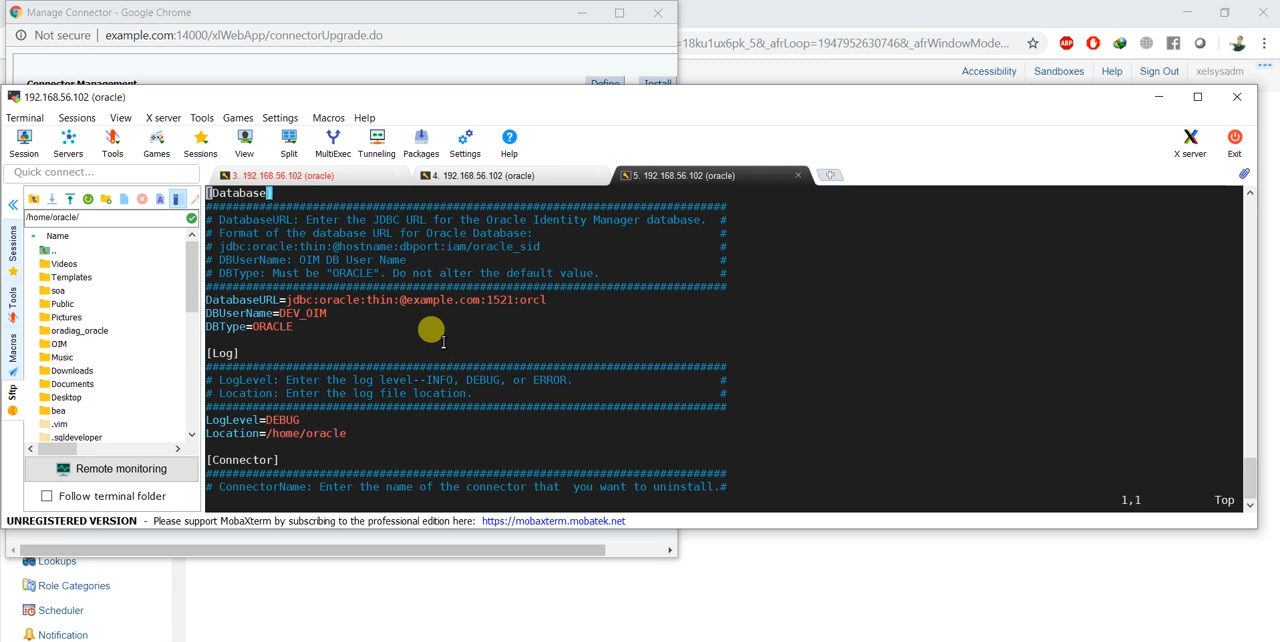 Manage Connector - Google Chrome
Not secure | example.com:14000/xlWebApp/connectorUpgrade.do
=18ku1ux6pk_5&_afrLoop=19479526307468&_afrWindowMode...
ABP
Connector Management
Define
Install
Accessibility
Sandboxes
Help
Sign Out
xelsysadm
192.168.56.102 (oracle)
Terminal
Sessions
View
X server
Tools
Games
Settings
Macros
Help
Session
Servers
Tools
Games
Sessions
View
Split
MultiExec
Tunneling
Packages
Settings
Help
X server
Exit
Quick connect...
3. 192.168.56.102 (oracle)
4. 192.168.56.102 (oracle)
5. 192.168.56.102 (oracle)
/home/oracle/
Sessions
Tools
Macros
Sftp
Name
..
Videos
Templates
soa
Public
Pictures
oradiag_oracle
OIM
Music
Downloads
Documents
Desktop
bea
.vim
.sqldeveloper
Remote monitoring
Follow terminal folder
[Database]
##############################################################################
# DatabaseURL: Enter the JDBC URL for the Oracle Identity Manager database. #
# Format of the database URL for Oracle Database: #
# jdbc:oracle:thin:@hostname:dbport:iam/oracle_sid #
# DBUserName: OIM DB User Name #
# DBType: Must be "ORACLE". Do not alter the default value. #
##############################################################################
DatabaseURL=jdbc:oracle:thin:@example.com:1521:orcl
DBUserName=DEV_OIM
DBType=ORACLE
[Log]
##############################################################################
# LogLevel: Enter the log level--INFO, DEBUG, or ERROR. #
# Location: Enter the log file location. #
##############################################################################
LogLevel=DEBUG
Location=/home/oracle
[Connector]
##############################################################################
# ConnectorName: Enter the name of the connector that you want to uninstall.#
1,1
Top
UNREGISTERED VERSION - Please support MobaXterm by subscribing to the professional edition here: https://mobaxterm.mobatek.net
Lookups
Role Categories
Scheduler
Notification